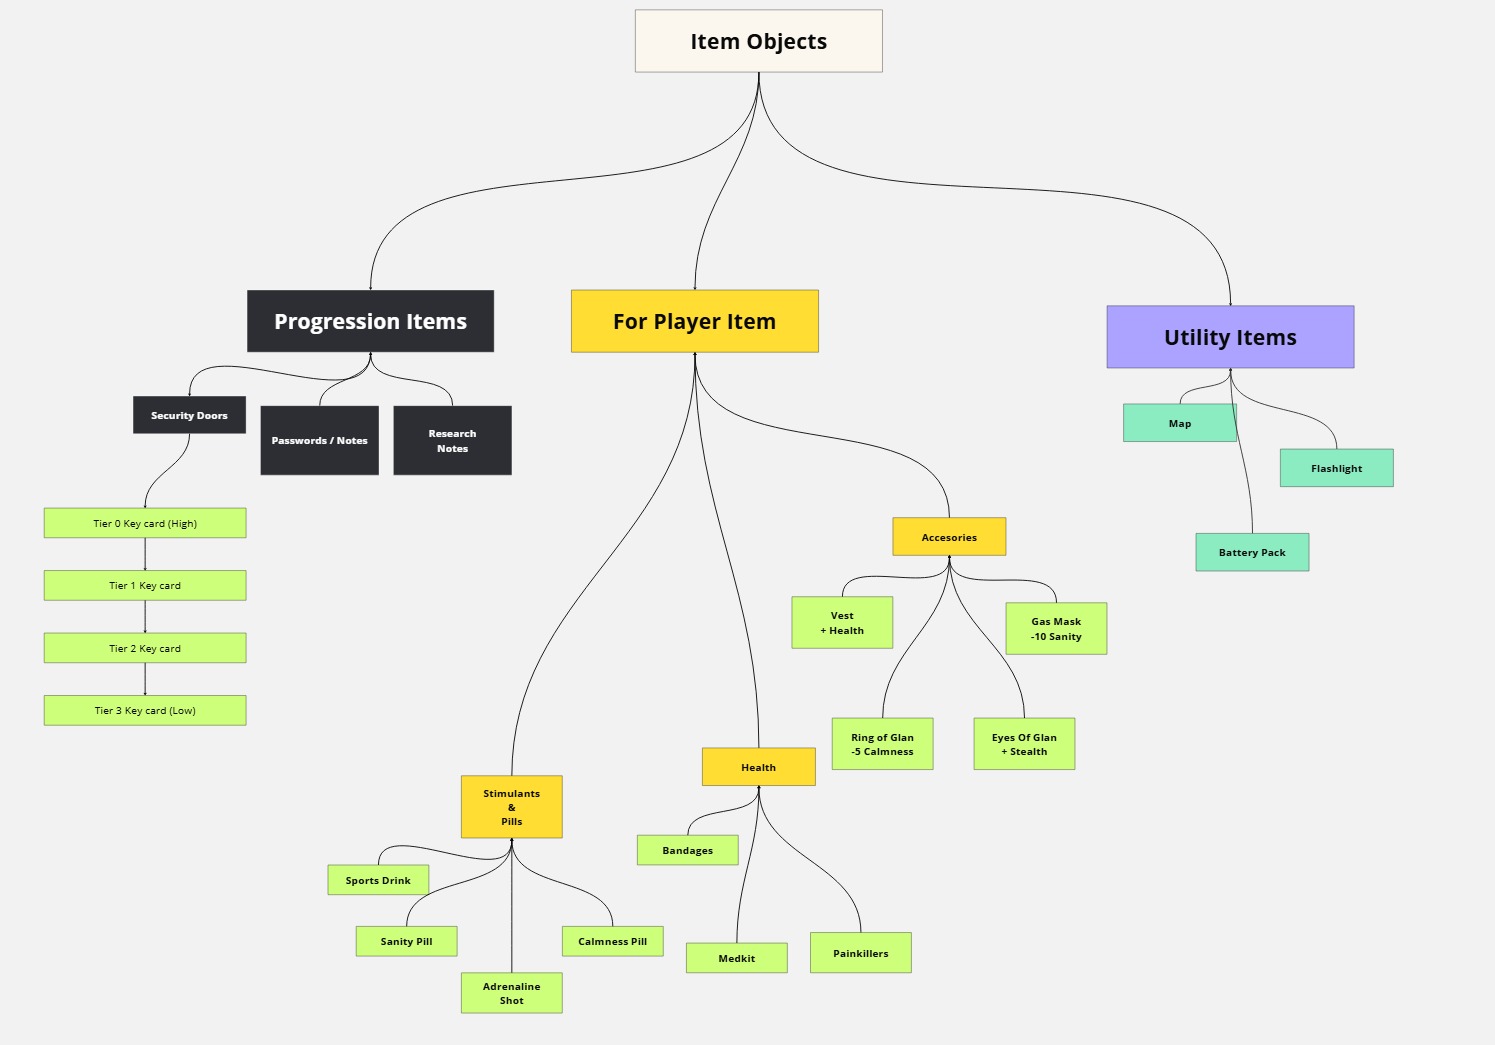 Item Objects
Progression Items
For Player Item
Utility Items
Security Doors
Passwords / Notes
Research
Notes
Map
Flashlight
Battery Pack
Tier 0 Key card (High)
Tier 1 Key card
Tier 2 Key card
Tier 3 Key card (Low)
Accesories
Vest
+ Health
Gas Mask
-10 Sanity
Ring of Glan
-5 Calmness
Eyes Of Glan
+ Stealth
Health
Bandages
Medkit
Painkillers
Stimulants
&
Pills
Sports Drink
Sanity Pill
Calmness Pill
Adrenaline
Shot